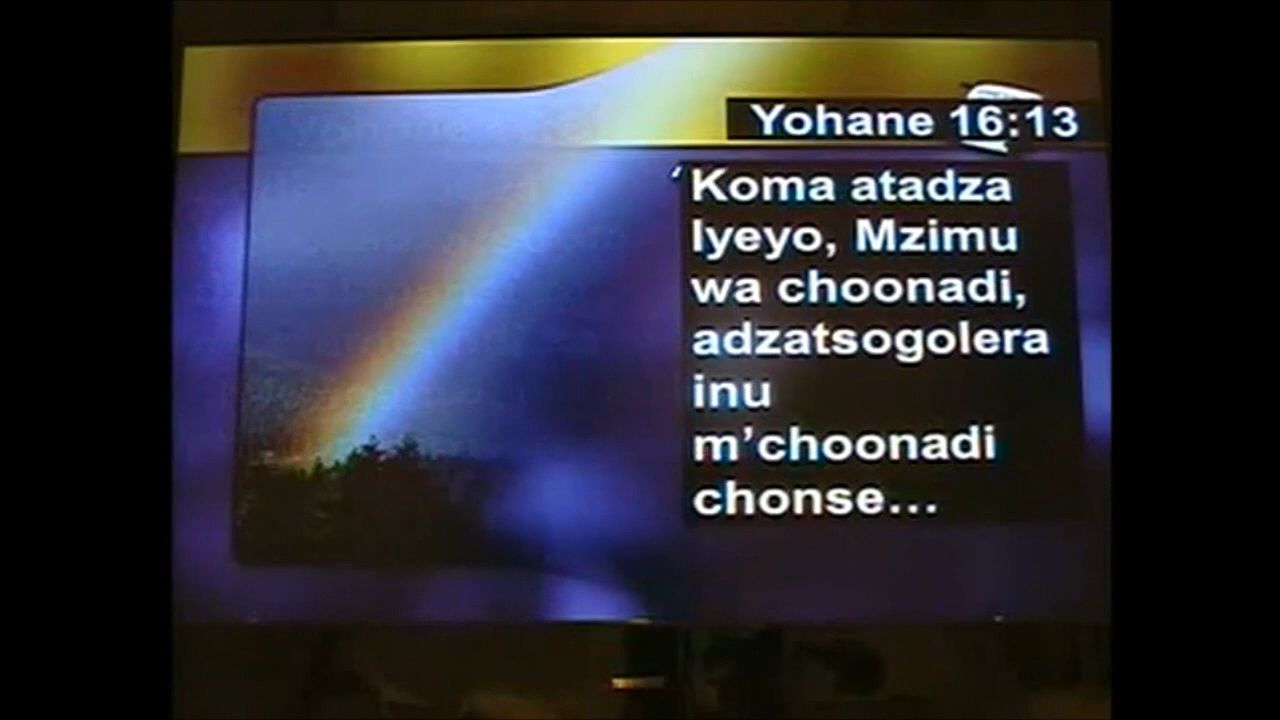 Yohane 16:13
‘Koma atadza
Iyeyo, Mzimu
wa choonadi,
adzatsogolera
inu
m’choonadi
chonse…